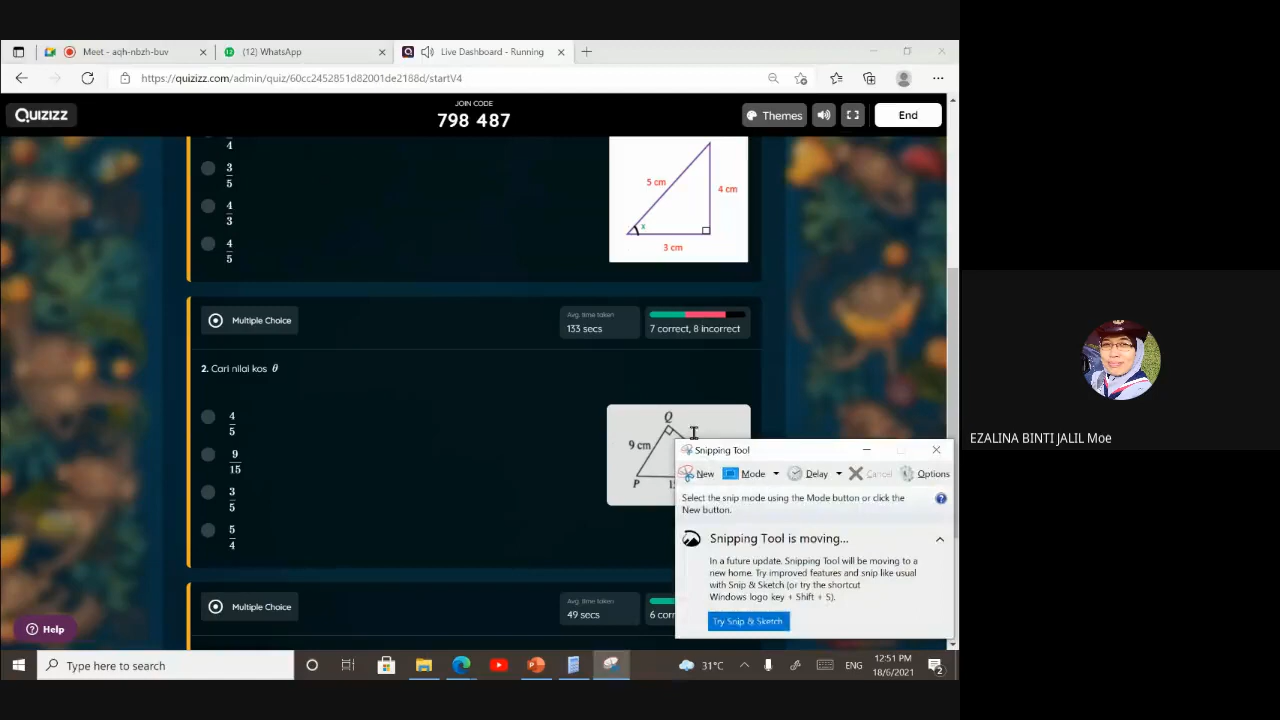 Meet - aqh-nbzh-buv
(12) WhatsApp
Live Dashboard - Running
https://quizizz.com/admin/quiz/60cc2452851d82001de2188d/startV4
Quizizz
JOIN CODE
798 487
Themes
End
4
3
5
4
3
4
5
5 cm
4 cm
x
3 cm
Multiple Choice
Avg. time taken
133 secs
7 correct, 8 incorrect
2. Cari nilai kos θ
4
5
9
15
3
5
5
4
Q
9 cm
P
Snipping Tool
New
Mode
Delay
Cancel
Options
Select the snip mode using the Mode button or click the
New button.
Snipping Tool is moving...
In a future update, Snipping Tool will be moving to a
new home. Try improved features and snip like usual
with Snip & Sketch (or try the shortcut
Windows logo key + Shift + S).
Try Snip & Sketch
Multiple Choice
Avg. time taken
49 secs
Help
Type here to search
31°C
ENG
12:51 PM
18/6/2021
2
EZALINA BINTI JALIL Moe